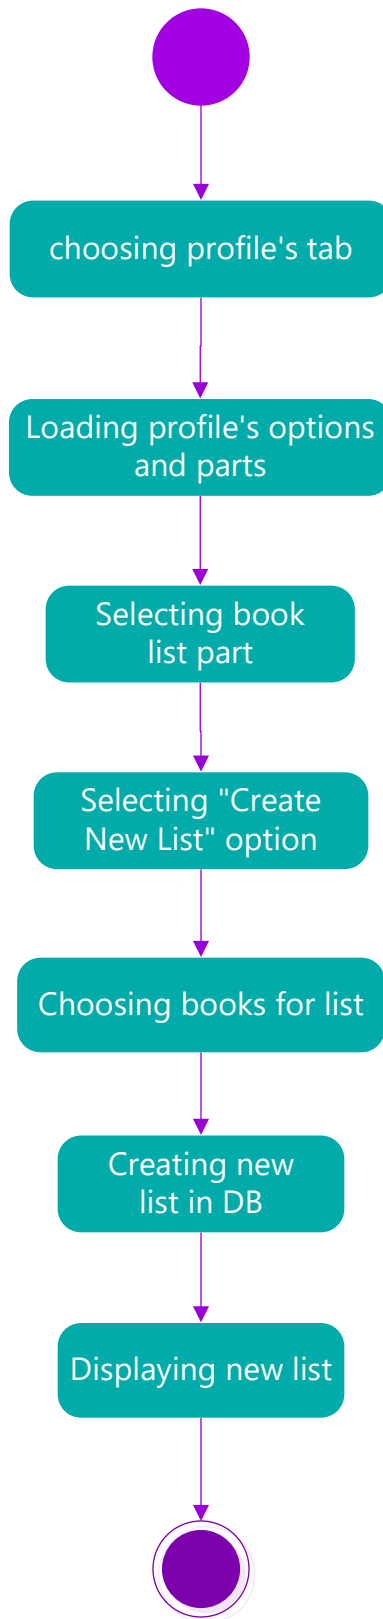 choosing profile's tab
Loading profile's options
and parts
Selecting book
list part
Selecting "Create
New List" option
Choosing books for list
Creating new
list in DB
Displaying new list